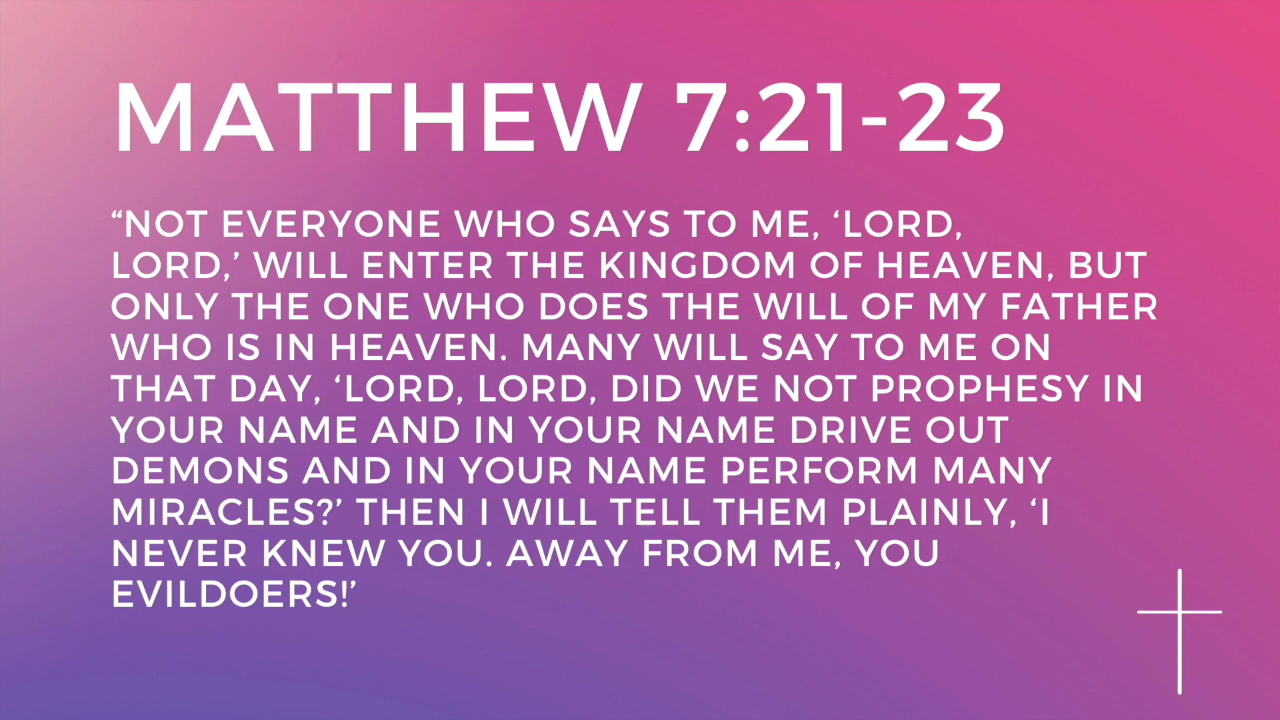 MATTHEW 7:21-23
“NOT EVERYONE WHO SAYS TO ME, ‘LORD,
LORD,’ WILL ENTER THE KINGDOM OF HEAVEN, BUT
ONLY THE ONE WHO DOES THE WILL OF MY FATHER
WHO IS IN HEAVEN. MANY WILL SAY TO ME ON
THAT DAY, ‘LORD, LORD, DID WE NOT PROPHESY IN
YOUR NAME AND IN YOUR NAME DRIVE OUT
DEMONS AND IN YOUR NAME PERFORM MANY
MIRACLES?’ THEN I WILL TELL THEM PLAINLY, ‘I
NEVER KNEW YOU. AWAY FROM ME, YOU
EVILDOERS!’